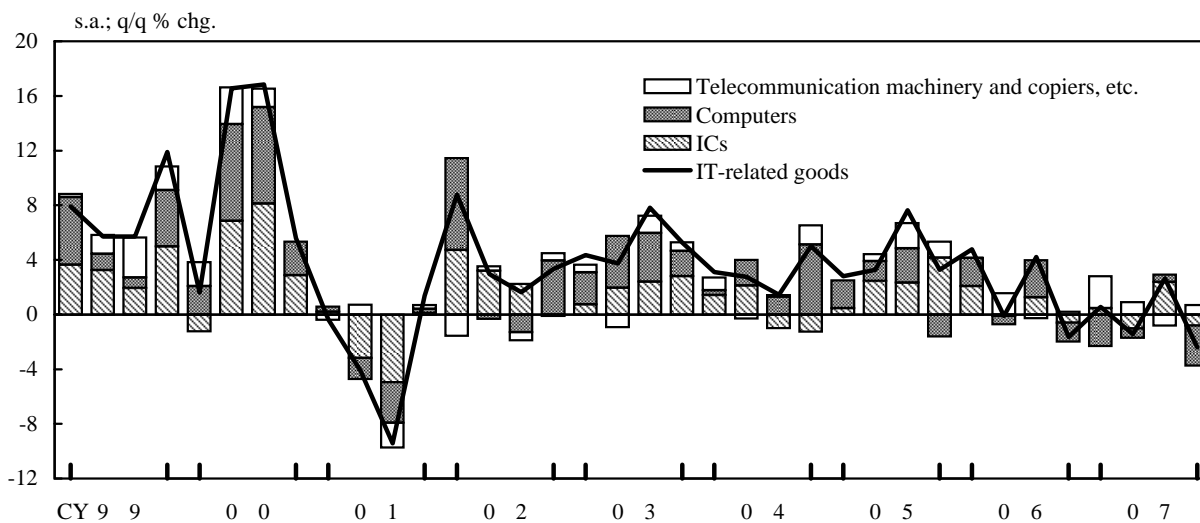 s.a.; q/q % chg.
20
16
12
8
4
0
-4
-8
-12
Telecommunication machinery and copiers, etc.
Computers
ICs
IT-related goods
CY 9 9 0 0 0 1 0 2 0 3 0 4 0 5 0 6 0 7